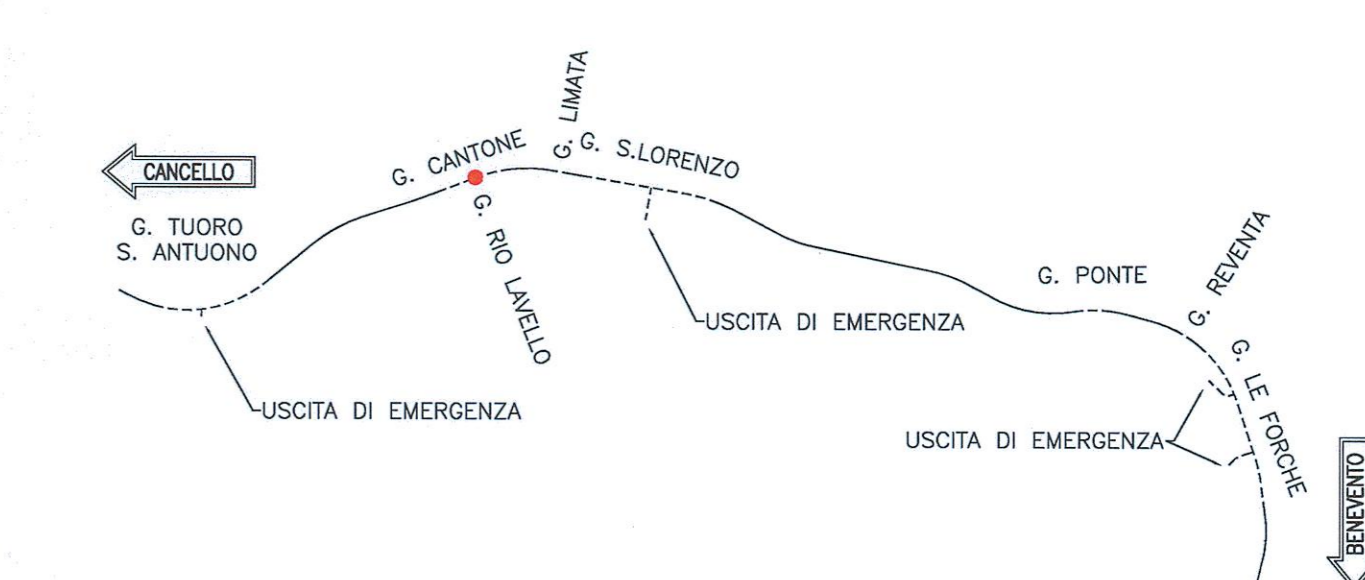 G. LIMATA
G. CANTONE
G. S.LORENZO
CANCELLO
G. TUORO
S. ANTUONO
G. RIO LAVELLO
G. REVENTA
G. PONTE
USCITA DI EMERGENZA
G. LE FORCHE
USCITA DI EMERGENZA
USCITA DI EMERGENZA
BENEVENTO